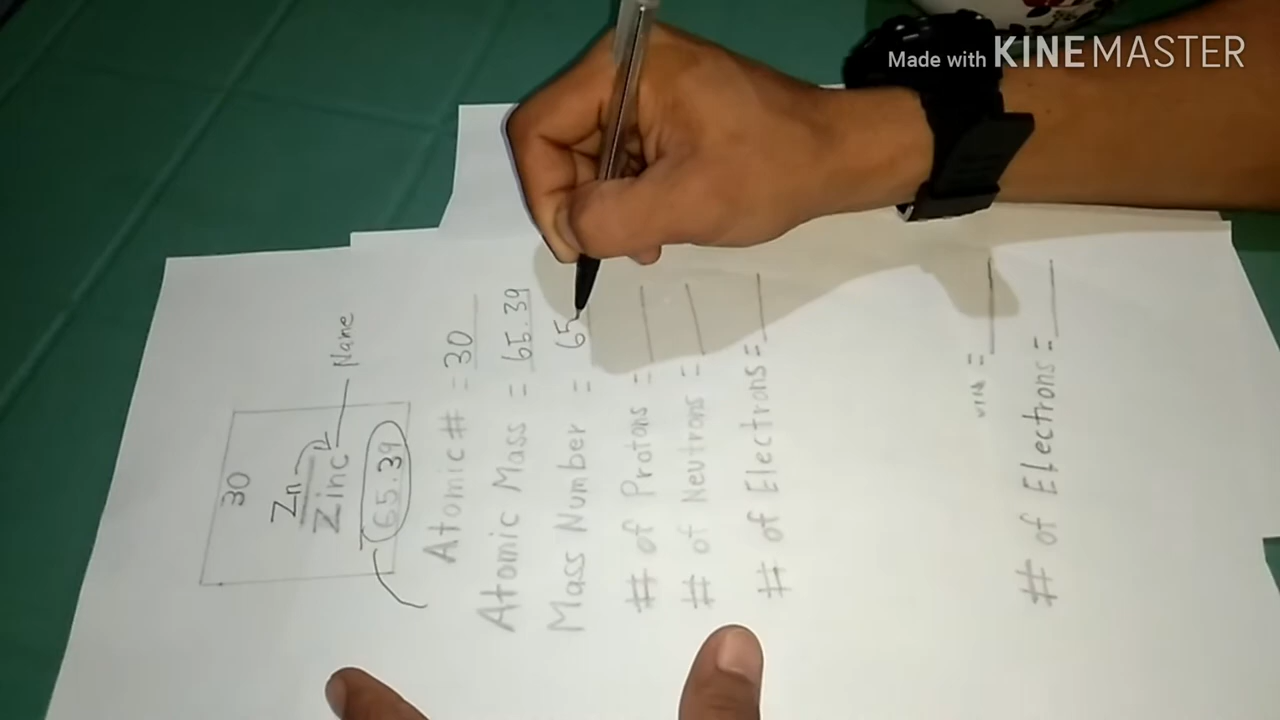 Made with KINEMASTER
30
Zn
Zinc
Name
65.39
Atomic # = 30
Atomic Mass = 65.39
Mass Number = 65
# of Protons =
# of Neutrons =
# of Electrons =
=
# of Electrons =